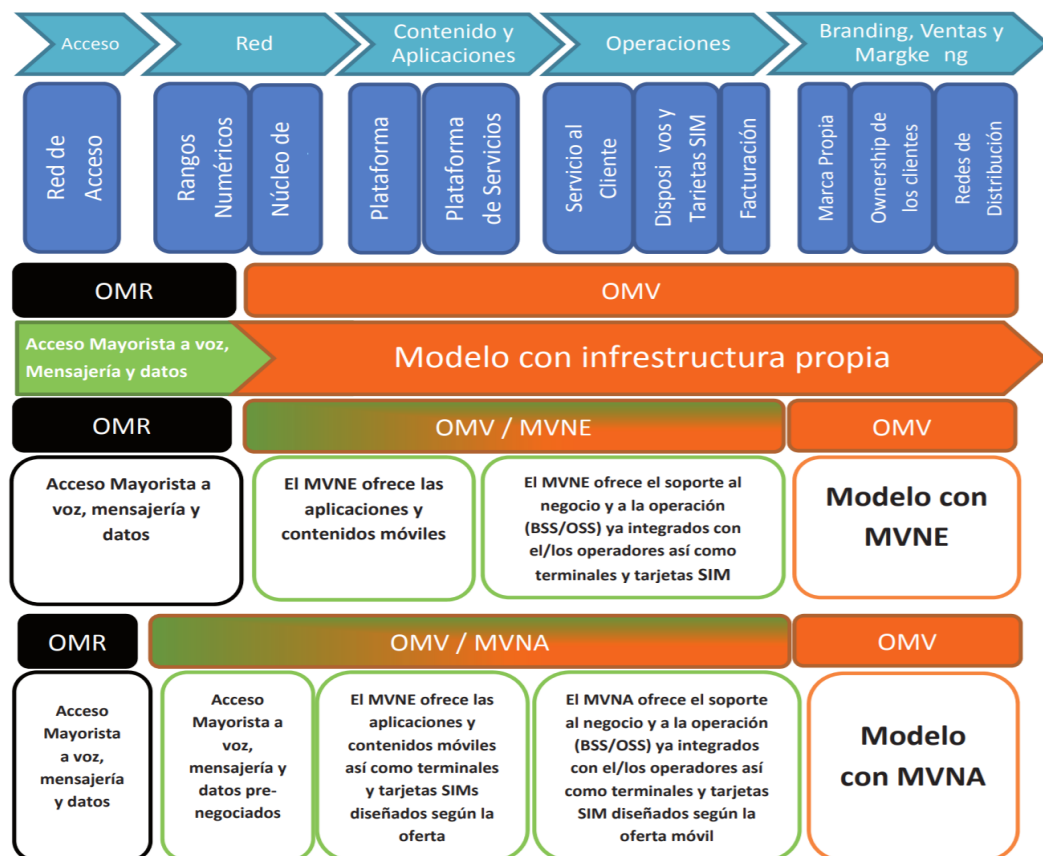 Acceso
Red
Contenido y
Aplicaciones
Operaciones
Branding, Ventas y
Margke ng
Red de
Acceso
Rangos
Numéricos
Núcleo de
Plataforma
Plataforma
de Servicios
Servicio al
Cliente
Disposi vos y
Tarietas SIM
Facturación
Marca Propia
Ownership de
los clientes
Redes de
Distribución
OMR
OMV
Acceso Mayorista a voz,
Mensajería y datos
Modelo con infrestructura propia
OMR
OMV / MVNE
OMV
Acceso Mayorista a
voz, mensajería y
datos
El MVNE ofrece las
aplicaciones y
contenidos móviles
El MVNE ofrece el soporte al
negocio y a la operación
(BSS/OSS) ya integrados con
el/los operadores así como
terminales y tarjetas SIM
Modelo con
MVNE
OMR
OMV / MVNA
OMV
Acceso
Mayorista
a voz,
mensajería
y datos
Acceso
Mayorista a
voz,
mensajería y
datos pre-
negociados
El MVNE ofrece las
aplicaciones y
contenidos móviles
así como terminales
y tarjetas SIMs
diseñados según la
oferta
El MVNA ofrece el soporte
al negocio y a la operación
(BSS/OSS) ya integrados
con el/los operadores así
como terminales y tarjetas
SIM diseñados según la
oferta móvil
Modelo
con MVNA